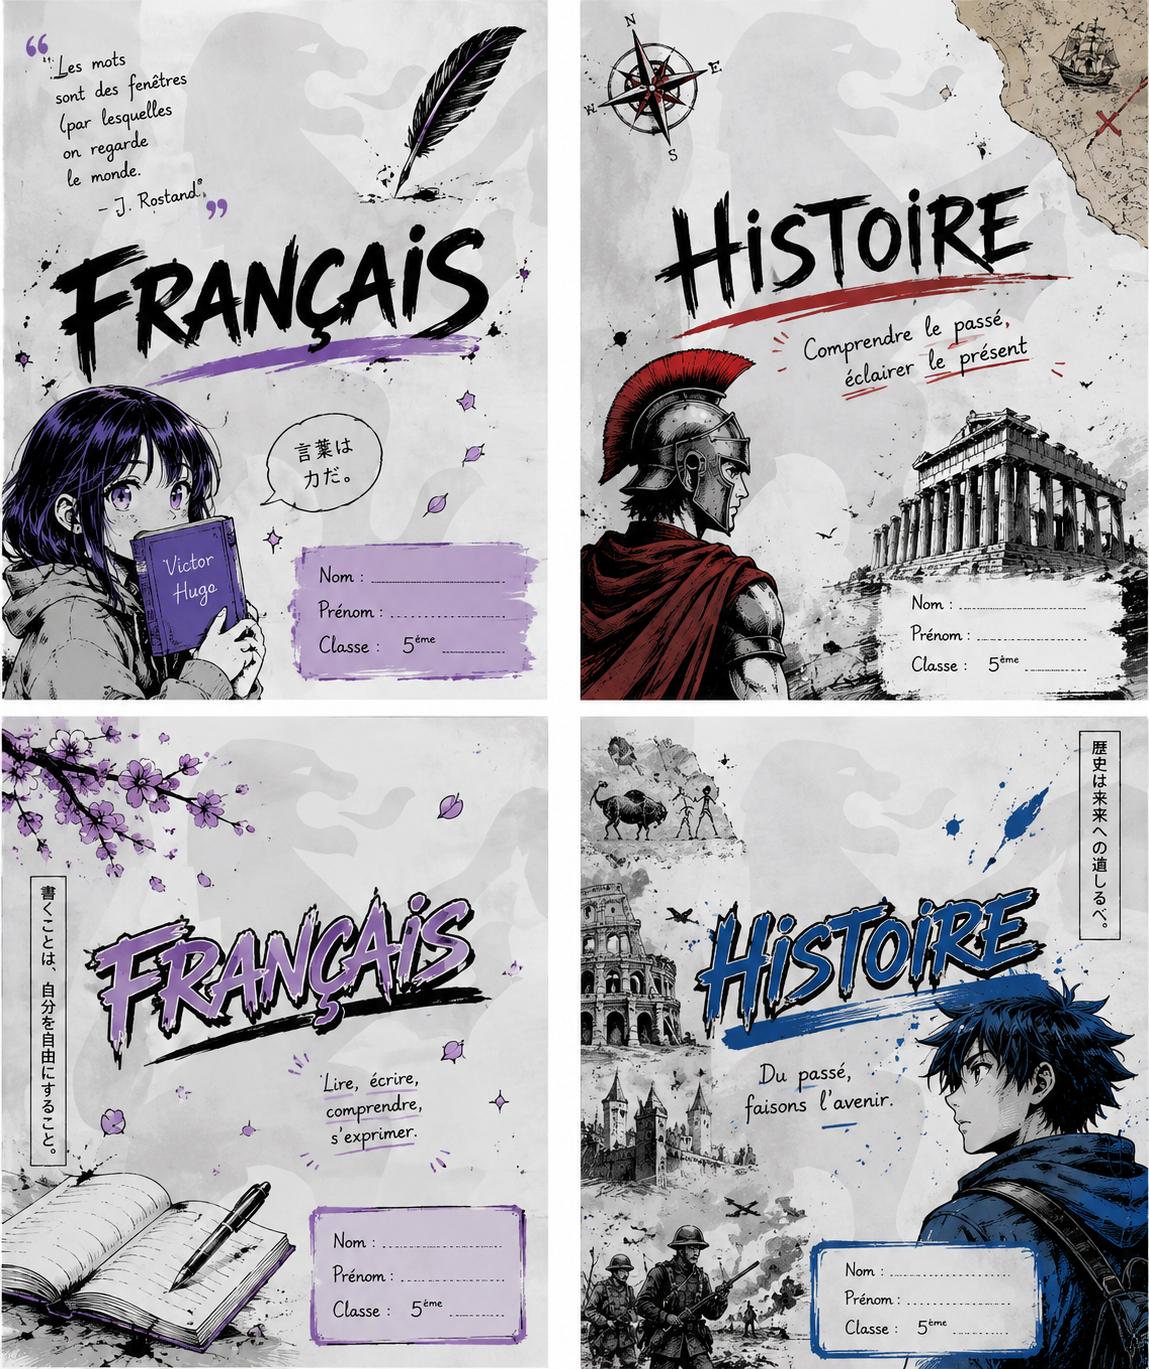 “ Les mots
sont des fenêtres
(par lesquelles
on regarde
le monde.
– J. Rostand ”
FRANÇAiS
言葉は
力だ。
Victor
Hugo
Nom :
Prénom :
Classe : 5ème
N
E
S
W
HiSTOiRE
Comprendre le passé,
éclairer le présent
Nom :
Prénom :
Classe : 5ème
書くことは、自分を自由にすること。
FRANÇAiS
Lire, écrire,
comprendre,
s'exprimer.
Nom :
Prénom :
Classe : 5ème
歴史は未来への道しるべ。
HiSTOiRE
Du passé,
faisons l'avenir.
Nom :
Prénom :
Classe : 5ème